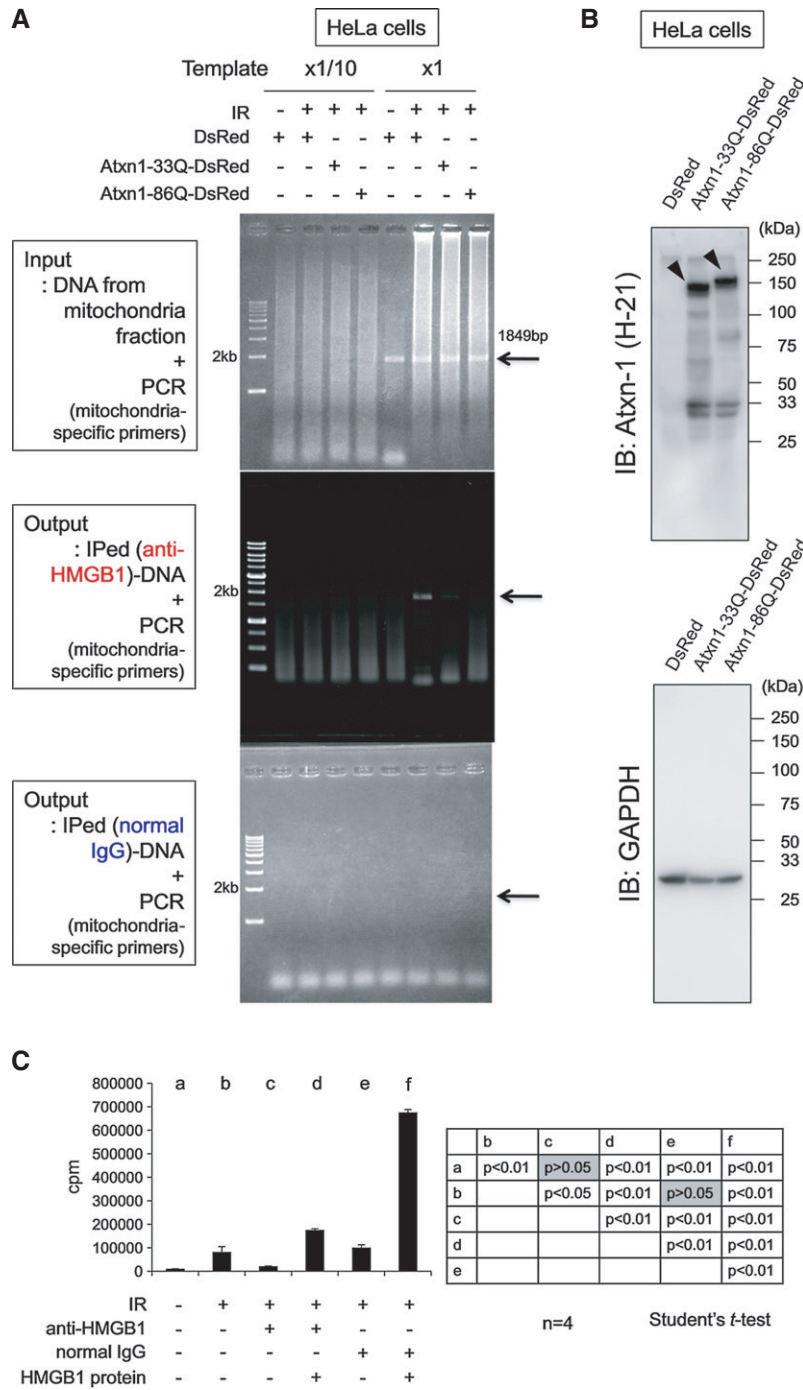 A
HeLa cells
Template x1/10 x1
IR - + + + - + + +
DsRed + + - - + + - -
Atxn1-33Q-DsRed - - + - - - + -
Atxn1-86Q-DsRed - - - + - - - +
Input
: DNA from
mitochondria
fraction
+
PCR
(mitochondria-
specific primers)
2kb
1849bp
Output
: IPed (anti-
HMGB1)-DNA
+
PCR
(mitochondria-
specific primers)
2kb
Output
: IPed (normal
IgG)-DNA
+
PCR
(mitochondria-
specific primers)
2kb
B
HeLa cells
DsRed
Atxn1-33Q-DsRed
Atxn1-86Q-DsRed
(kDa)
250
150
100
75
50
33
25
IB: Atxn-1 (H-21)
DsRed
Atxn1-33Q-DsRed
Atxn1-86Q-DsRed
(kDa)
250
150
100
75
50
33
25
IB: GAPDH
C
800000
700000
600000
500000
400000
300000
200000
100000
0
cpm
a b c d e f
IR - + + + + +
anti-HMGB1 - - + + - -
normal IgG - - - - + +
HMGB1 protein - - - + - +
b c d e f
a p<0.01 p>0.05 p<0.01 p<0.01 p<0.01
b p<0.05 p<0.01 p>0.05 p<0.01
c p<0.01 p<0.01 p<0.01
d p<0.01 p<0.01
e p<0.01
n=4 Student's t-test